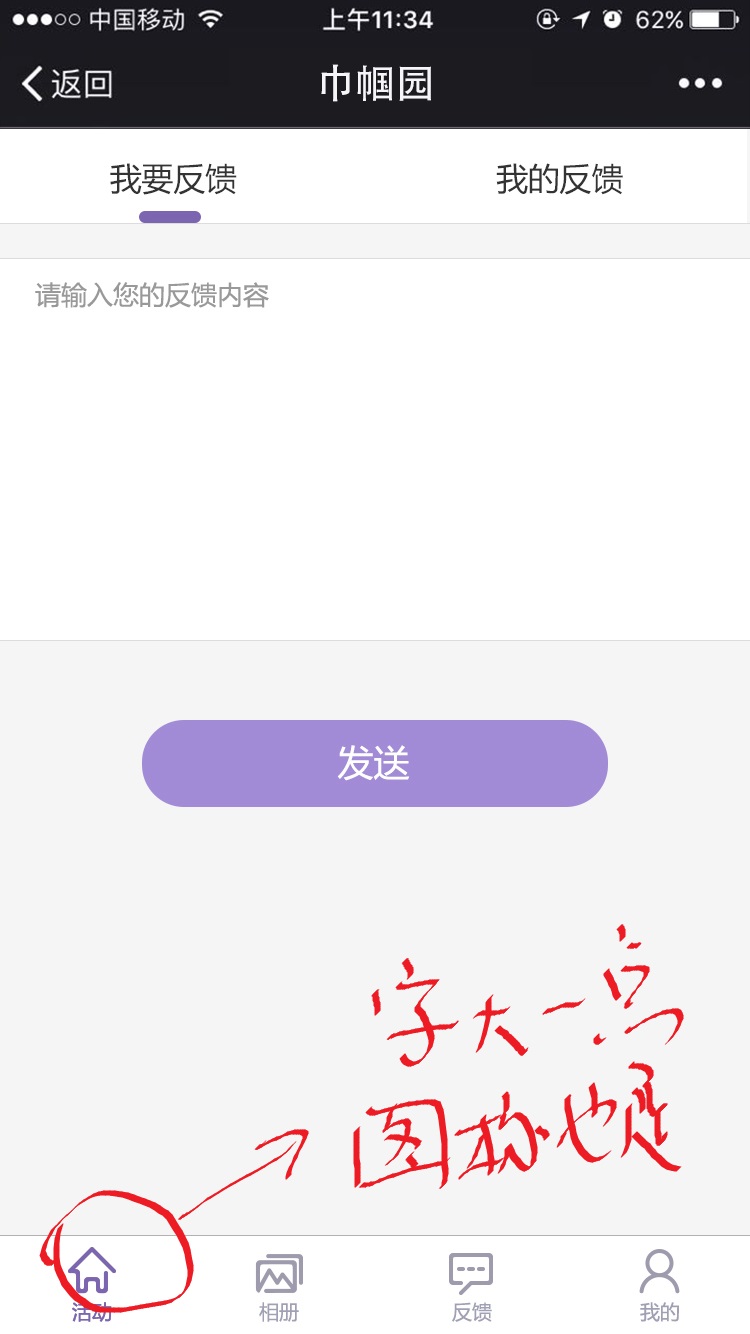 中国移动 上午11:34 62%
返回 巾帼园
我要反馈 我的反馈
请输入您的反馈内容
发送
字大一点
图标也是
活动 相册 反馈 我的